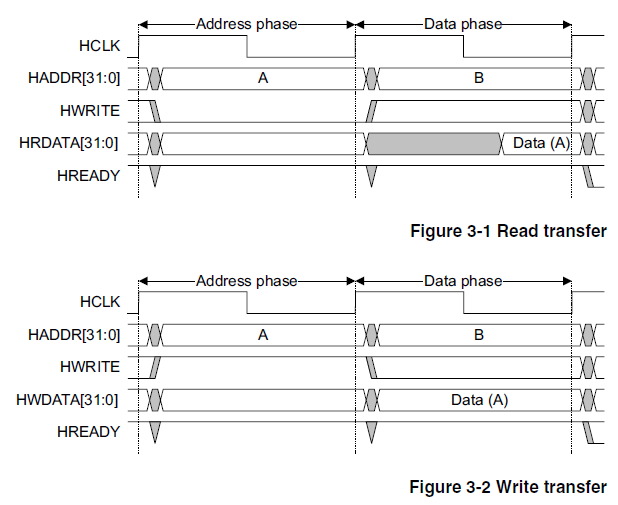 Address phase Data phase
HCLK
HADDR[31:0] A B
HWRITE
HRDATA[31:0] Data (A)
HREADY
Figure 3-1 Read transfer
Address phase Data phase
HCLK
HADDR[31:0] A B
HWRITE
HWDATA[31:0] Data (A)
HREADY
Figure 3-2 Write transfer